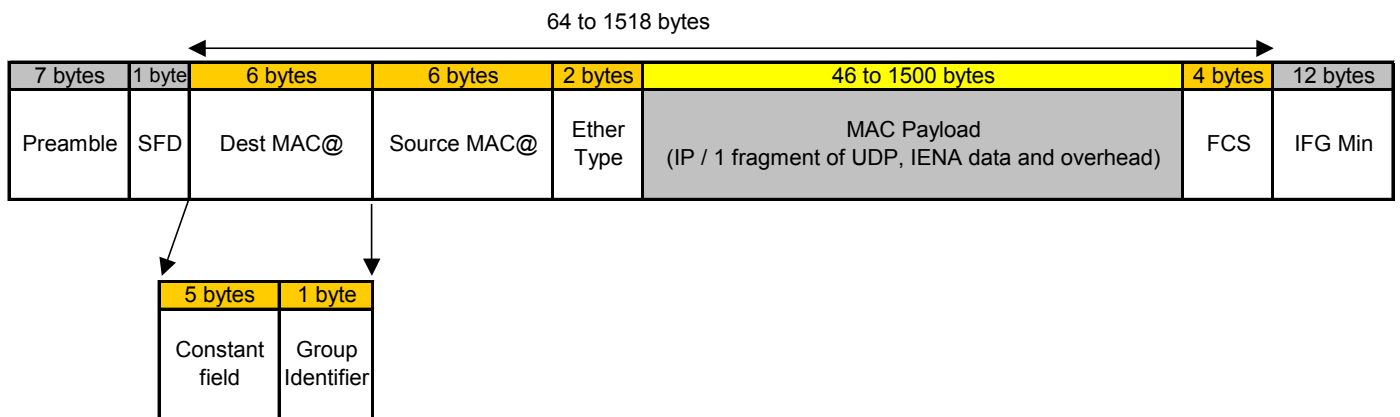 64 to 1518 bytes
7 bytes 1 byte 6 bytes 6 bytes 2 bytes 46 to 1500 bytes 4 bytes 12 bytes
Preamble SFD Dest MAC@ Source MAC@ Ether Type MAC Payload (IP / 1 fragment of UDP, IENA data and overhead) FCS IFG Min
5 bytes 1 byte
Constant field Group Identifier